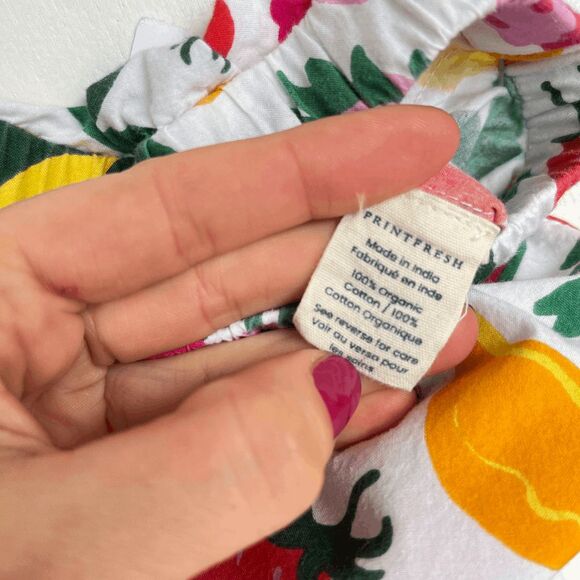 PRINTFRESH
Made in India
Fabriqué en Inde
100% Organic
Cotton / 100%
Cotton Organique
See reverse for care
Voir au verso pour
les soins